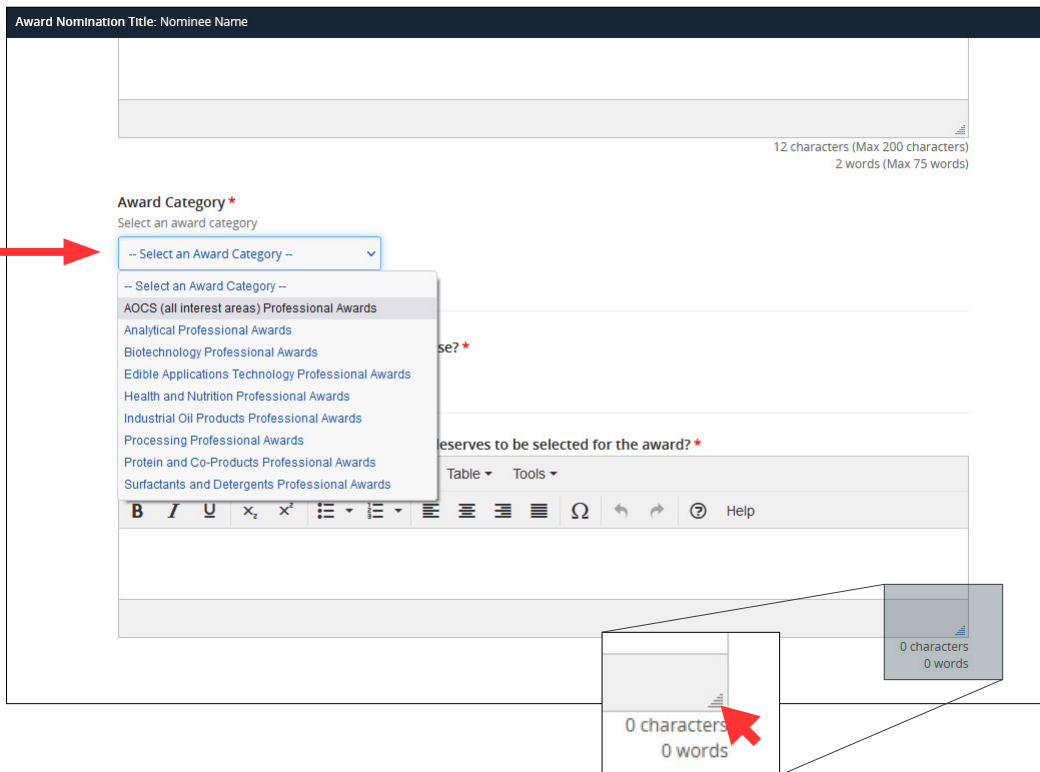 Award Nomination Title: Nominee Name
12 characters (Max 200 characters)
2 words (Max 75 words)
Award Category *
Select an award category
-- Select an Award Category --
-- Select an Award Category --
AOCS (all interest areas) Professional Awards
Analytical Professional Awards
Biotechnology Professional Awards
se? *
Edible Applications Technology Professional Awards
Health and Nutrition Professional Awards
Industrial Oil Products Professional Awards
Processing Professional Awards
deserves to be selected for the award? *
Protein and Co-Products Professional Awards
Table Tools
Surfactants and Detergents Professional Awards
B I U x₂ x² Ω Help
0 characters
0 words
0 characters
0 words